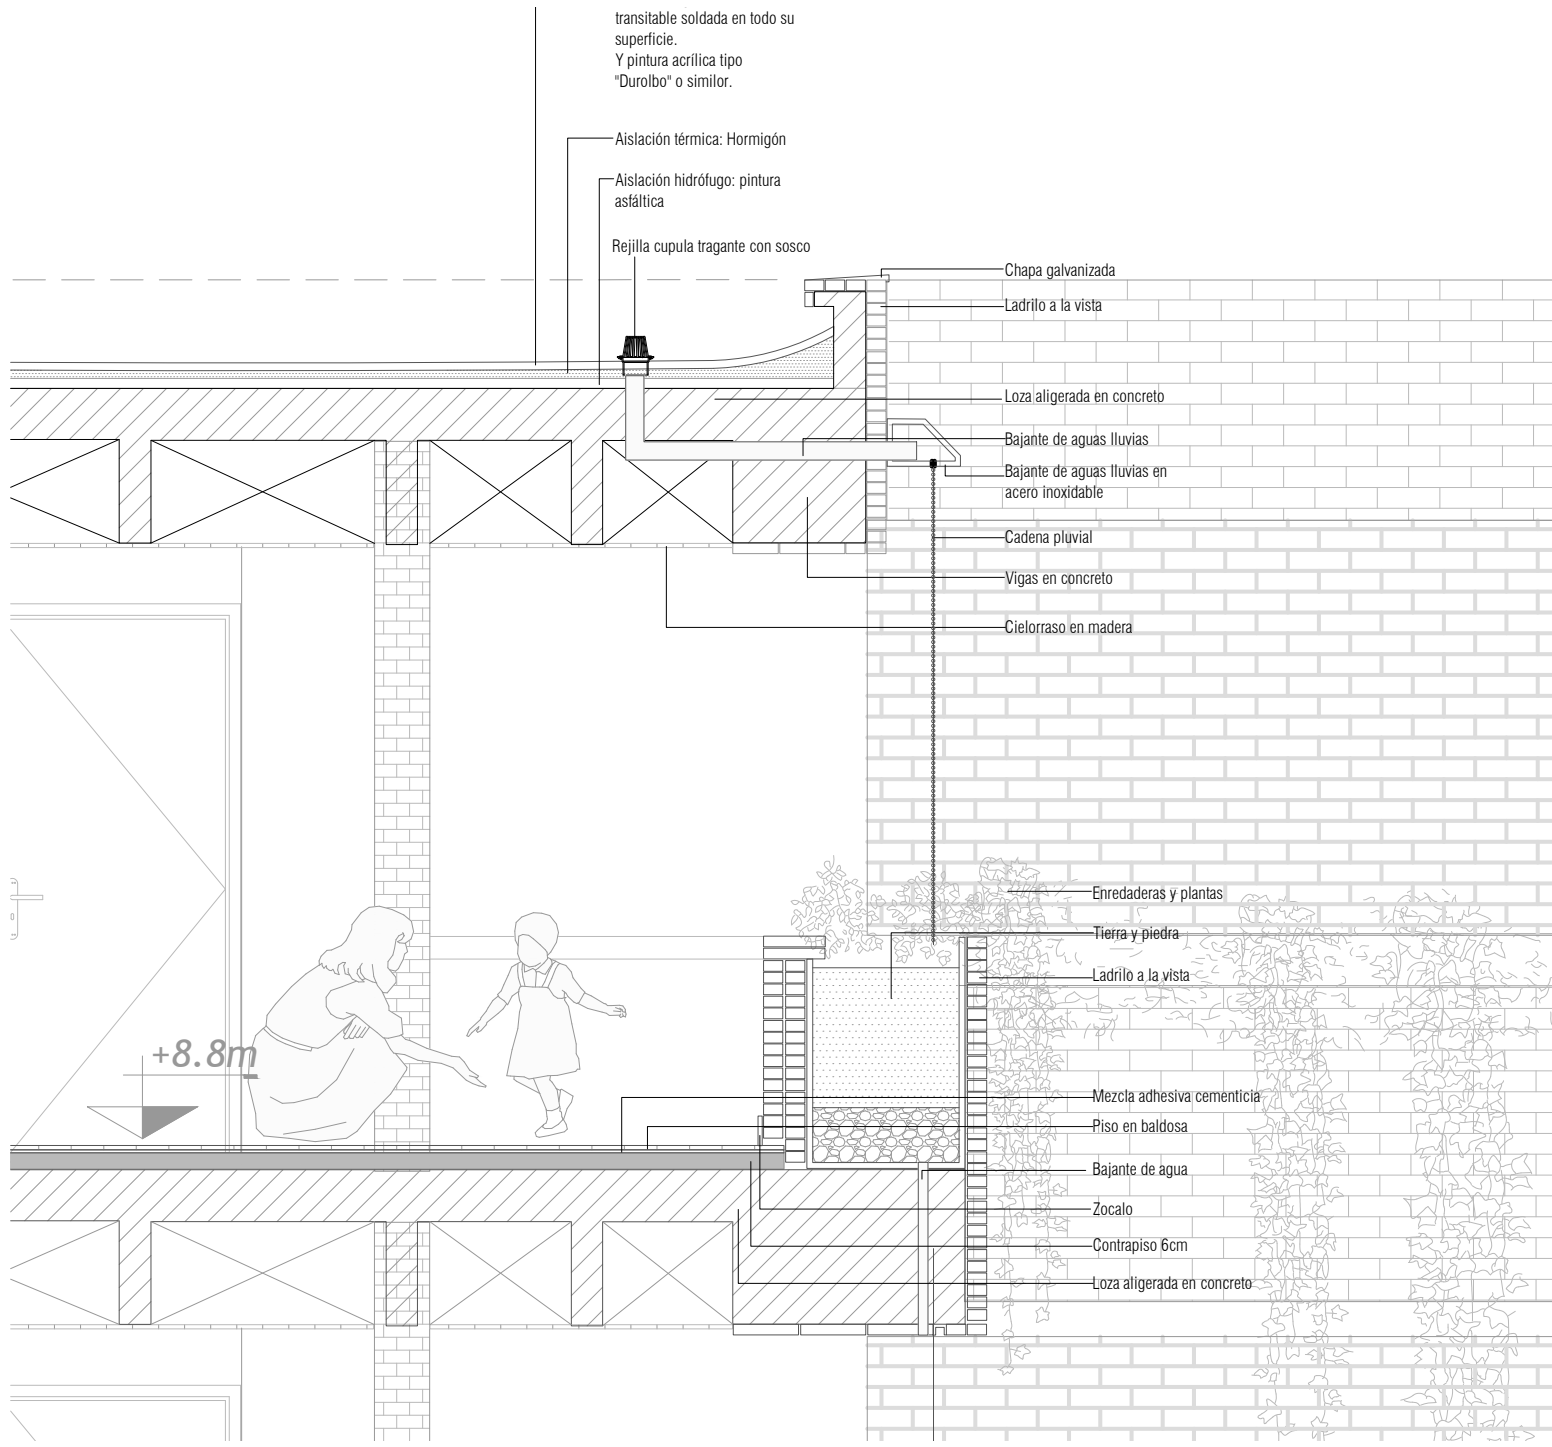 transitable soldada en todo su
superficie.
Y pintura acrílica tipo
"Durolbo" o similor.
Aislación térmica: Hormigón
Aislación hidrófugo: pintura
asfáltica
Rejilla cupula tragante con sosco
Chapa galvanizada
Ladrilo a la vista
Loza aligerada en concreto
Bajante de aguas lluvias
Bajante de aguas lluvias en
acero inoxidable
Cadena pluvial
Vigas en concreto
Cielorraso en madera
Enredaderas y plantas
Tierra y piedra
Ladrilo a la vista
+8.8m
Mezcla adhesiva cementicia
Piso en baldosa
Bajante de agua
Zocalo
Contrapiso 6cm
Loza aligerada en concreto